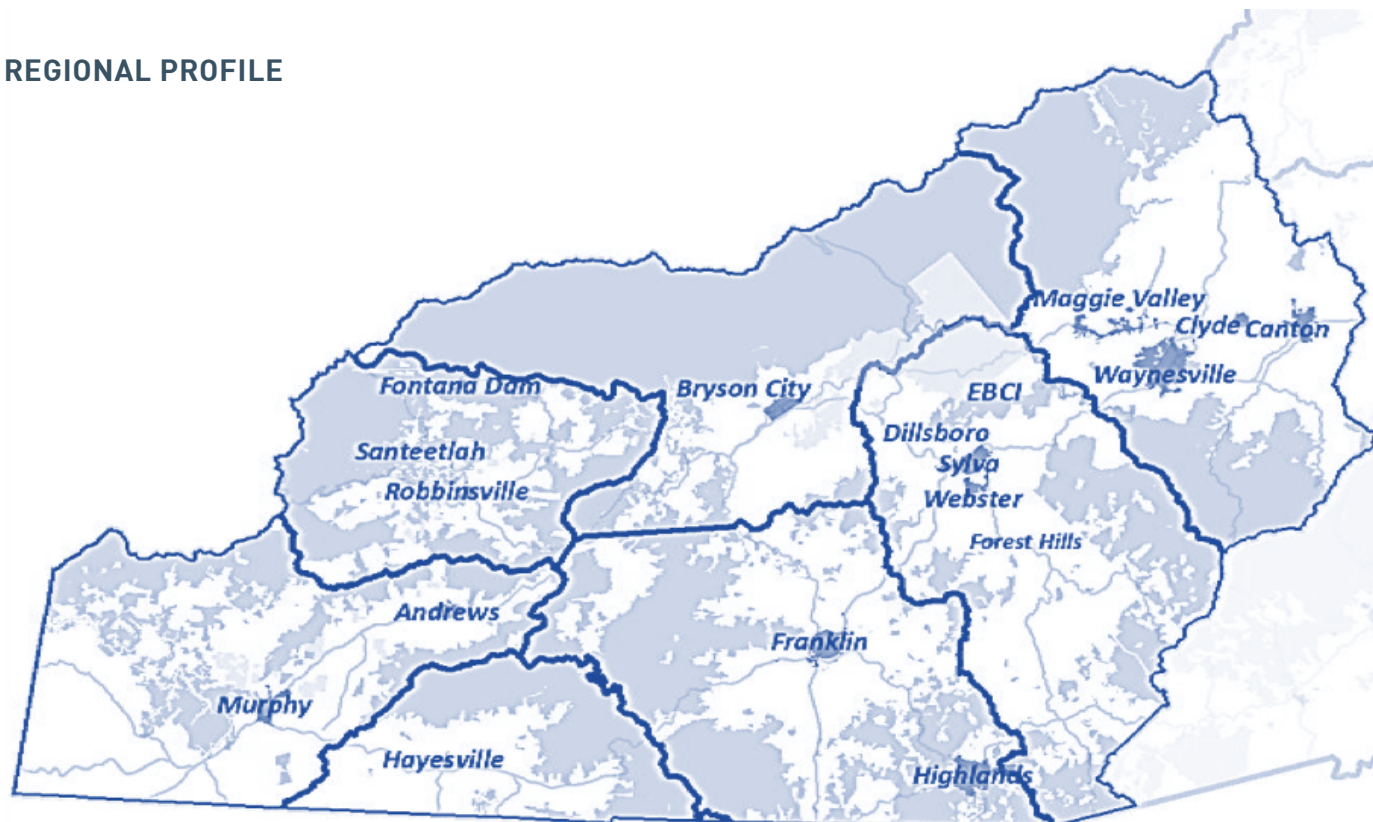 REGIONAL PROFILE
Maggie Valley
Clyde Canton
Waynesville
Fontana Dam
Bryson City
EBCI
Dillsboro
Santeetlah
Sylva
Robbinsville
Webster
Forest Hills
Andrews
Franklin
Murphy
Hayesville
Highlands